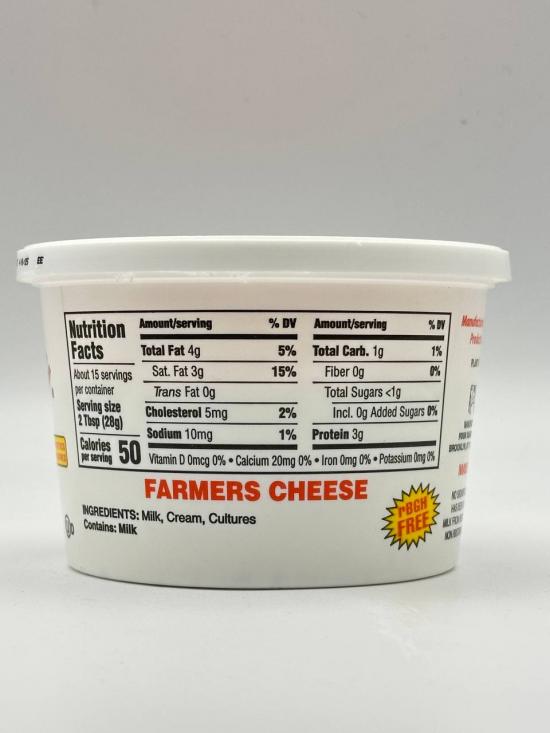 EE
Nutrition
Facts
About 15 servings
per container
Serving size
2 Tbsp (28g)
Calories
per serving 50
Amount/serving % DV
Total Fat 4g 5%
Sat. Fat 3g 15%
Trans Fat 0g
Cholesterol 5mg 2%
Sodium 10mg 1%
Amount/serving % DV
Total Carb. 1g 1%
Fiber 0g 0%
Total Sugars <1g
Incl. 0g Added Sugars 0%
Protein 3g
Vitamin D 0mcg 0% • Calcium 20mg 0% • Iron 0mg 0% • Potassium 0mg 0%
FARMERS CHEESE
INGREDIENTS: Milk, Cream, Cultures
Contains: Milk
rBGH
FREE